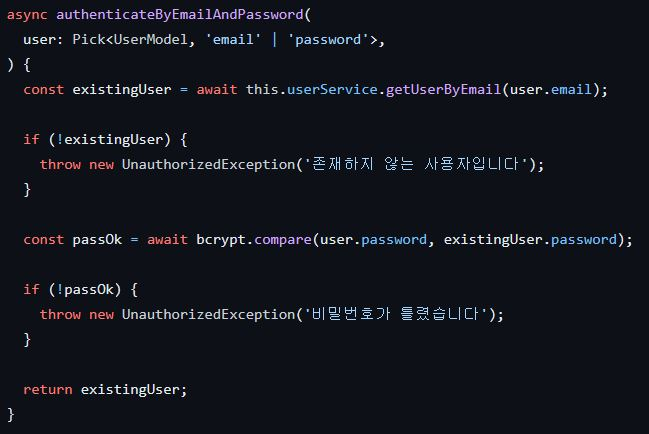 async authenticateByEmailAndPassword(
  user: Pick<UserModel, 'email' | 'password'>,
) {
  const existingUser = await this.userService.getUserByEmail(user.email);

  if (!existingUser) {
    throw new UnauthorizedException('존재하지 않는 사용자입니다');
  }

  const passOk = await bcrypt.compare(user.password, existingUser.password);

  if (!passOk) {
    throw new UnauthorizedException('비밀번호가 틀렸습니다');
  }

  return existingUser;
}